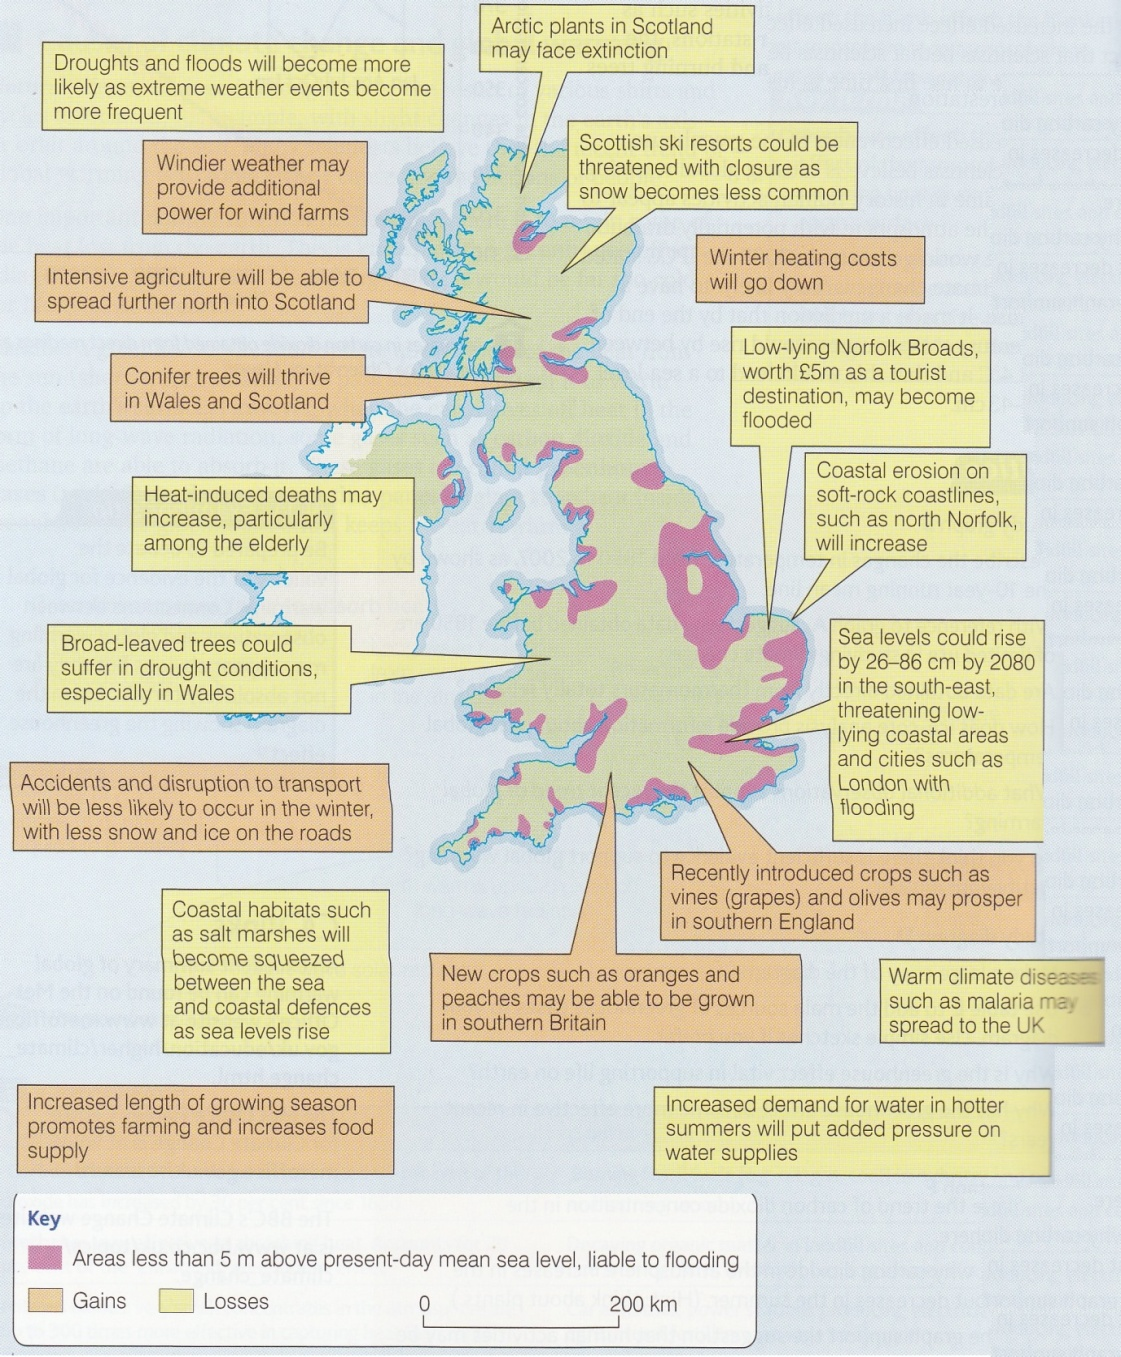 Arctic plants in Scotland
may face extinction
Droughts and floods will become more
likely as extreme weather events become
more frequent
Scottish ski resorts could be
threatened with closure as
snow becomes less common
Windier weather may
provide additional
power for wind farms
Winter heating costs
will go down
Intensive agriculture will be able to
spread further north into Scotland
Low-lying Norfolk Broads,
worth £5m as a tourist
destination, may become
flooded
Conifer trees will thrive
in Wales and Scotland
Coastal erosion on
soft-rock coastlines,
such as north Norfolk,
will increase
Heat-induced deaths may
increase, particularly
among the elderly
Sea levels could rise
by 26–86 cm by 2080
in the south-east,
threatening low-
lying coastal areas
and cities such as
London with
flooding
Broad-leaved trees could
suffer in drought conditions,
especially in Wales
Accidents and disruption to transport
will be less likely to occur in the winter,
with less snow and ice on the roads
Recently introduced crops such as
vines (grapes) and olives may prosper
in southern England
Coastal habitats such
as salt marshes will
become squeezed
between the sea
and coastal defences
as sea levels rise
New crops such as oranges and
peaches may be able to be grown
in southern Britain
Warm climate diseases
such as malaria may
spread to the UK
Increased length of growing season
promotes farming and increases food
supply
Increased demand for water in hotter
summers will put added pressure on
water supplies
Key
Areas less than 5 m above present-day mean sea level, liable to flooding
Gains
Losses
0
200 km